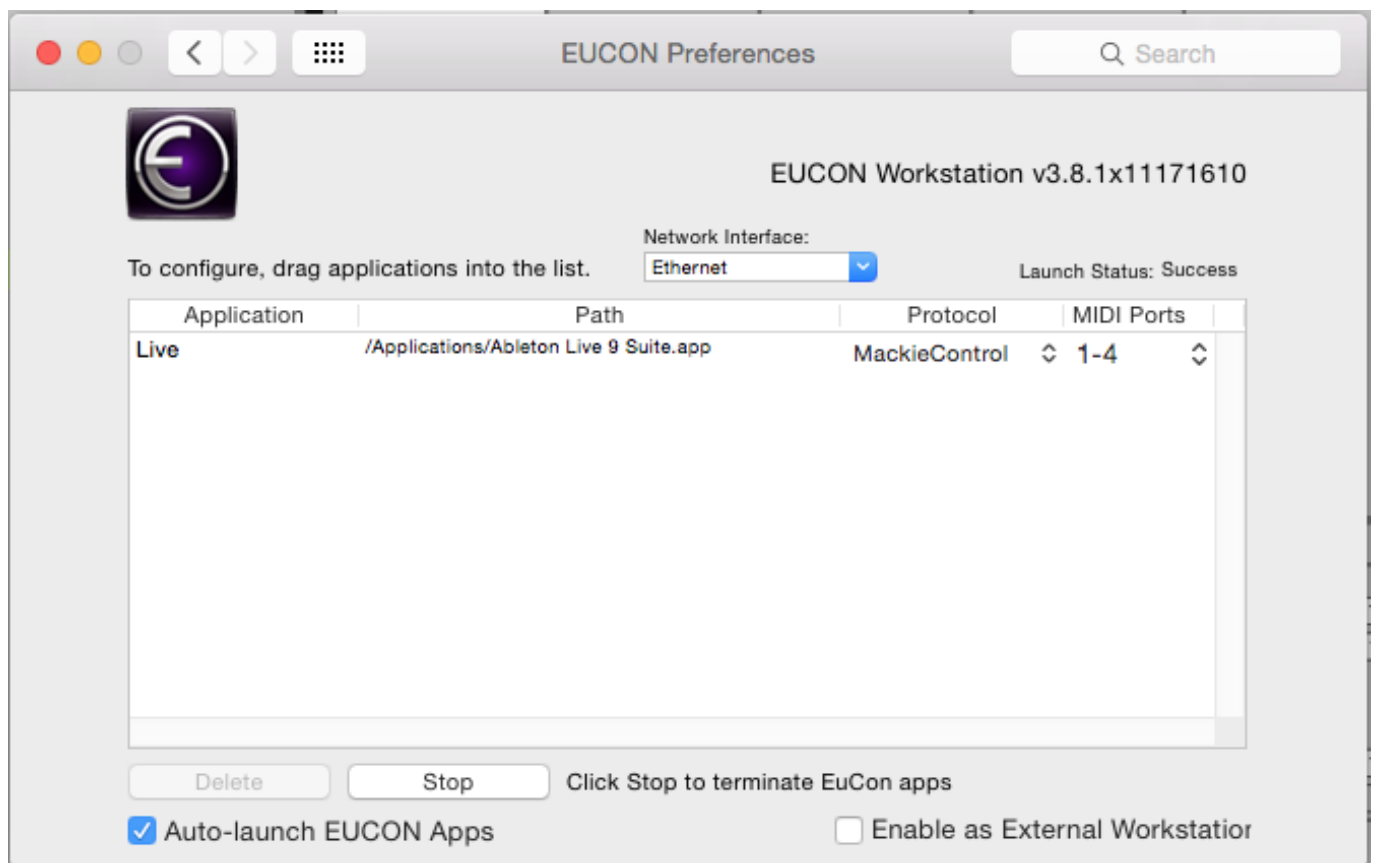 EUCON Preferences
Search
EUCON Workstation v3.8.1x11171610
Network Interface:
To configure, drag applications into the list.
Ethernet
Launch Status: Success
Application Path Protocol MIDI Ports
Live /Applications/Ableton Live 9 Suite.app MackieControl 1-4
Delete Stop Click Stop to terminate EuCon apps
Auto-launch EUCON Apps Enable as External Workstation